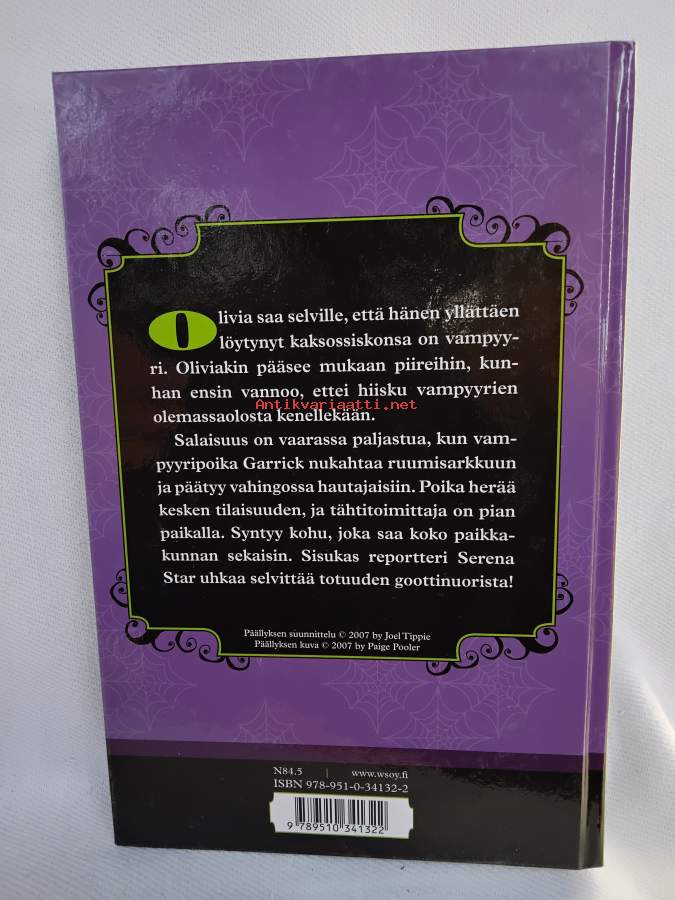 Olivia saa selville, että hänen yllättäen
löytynyt kaksossiskonsa on vampyy-
ri. Oliviakin pääsee mukaan piireihin, kun-
han ensin vannoo, ettei hiisku vampyyrien
Antikvariaatti.net
olemassaolosta kenellekään.
Salaisuus on vaarassa paljastua, kun vam-
pyyripoika Garrick nukahtaa ruumisarkkuun
ja päätyy vahingossa hautajaisiin. Poika herää
kesken tilaisuuden, ja tähtitoimittaja on pian
paikalla. Syntyy kohu, joka saa koko paikka-
kunnan sekaisin. Sisukas reportteri Serena
Star uhkaa selvittää totuuden goottinuorista!
Päällyksen suunnittelu © 2007 by Joel Tippie
Päällyksen kuva © 2007 by Paige Pooler
N84.5 | www.wsoy.fi
ISBN 978-951-0-34132-2
9 789510 341322